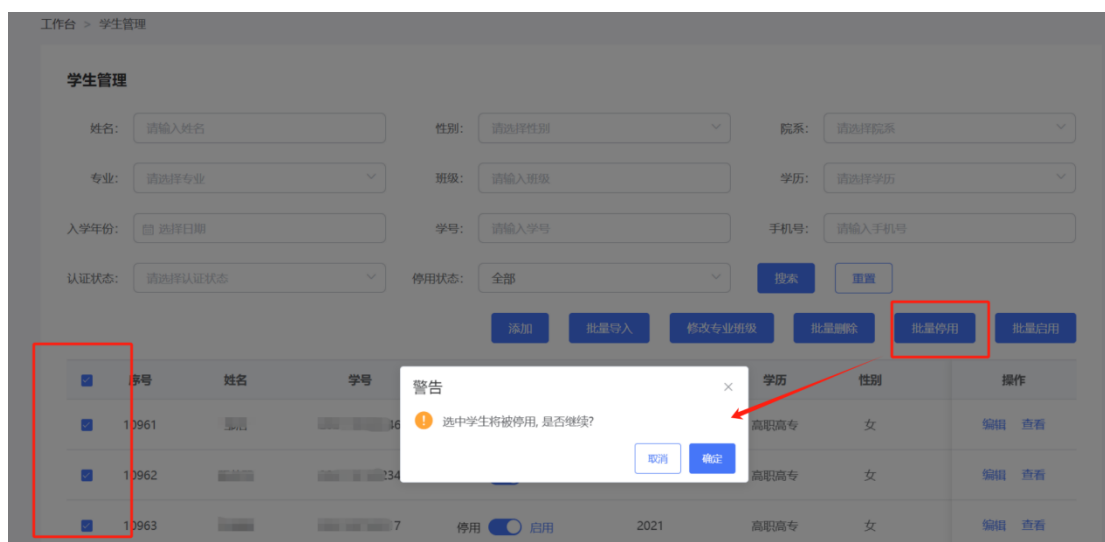 工作台 > 学生管理
学生管理
姓名: 请输入姓名 性别: 请选择性别 院系: 请选择院系
专业: 请选择专业 班级: 请输入班级 学历: 请选择学历
入学年份: 选择日期 学号: 请输入学号 手机号: 请输入手机号
认证状态: 请选择认证状态 停用状态: 全部 搜索 重置
添加 批量导入 修改专业班级 批量删除 批量停用 批量启用
序号 姓名 学号 学历 性别 操作
警告
选中学生将被停用, 是否继续?
取消 确定
10961 46 高职高专 女 编辑 查看
10962 234 高职高专 女 编辑 查看
10963 7 停用 启用 2021 高职高专 女 编辑 查看